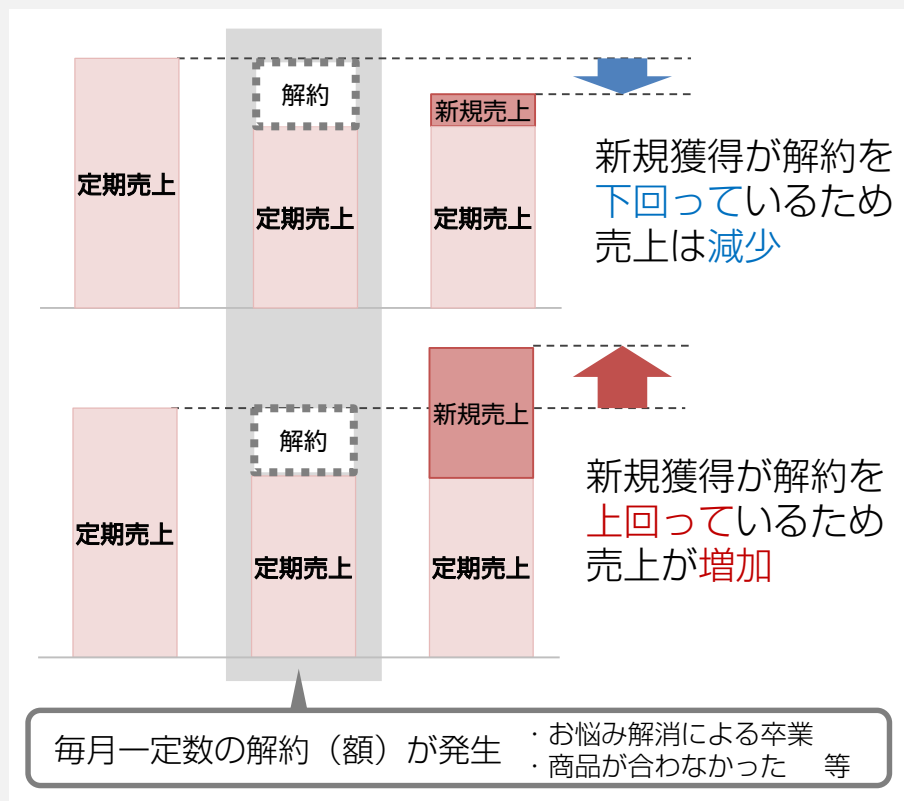 定期売上
解約
定期売上
新規売上
定期売上
新規獲得が解約を
下回っているため
売上は減少
定期売上
解約
定期売上
新規売上
定期売上
新規獲得が解約を
上回っているため
売上が増加
毎月一定数の解約（額）が発生
・お悩み解消による卒業
・商品が合わなかった　等